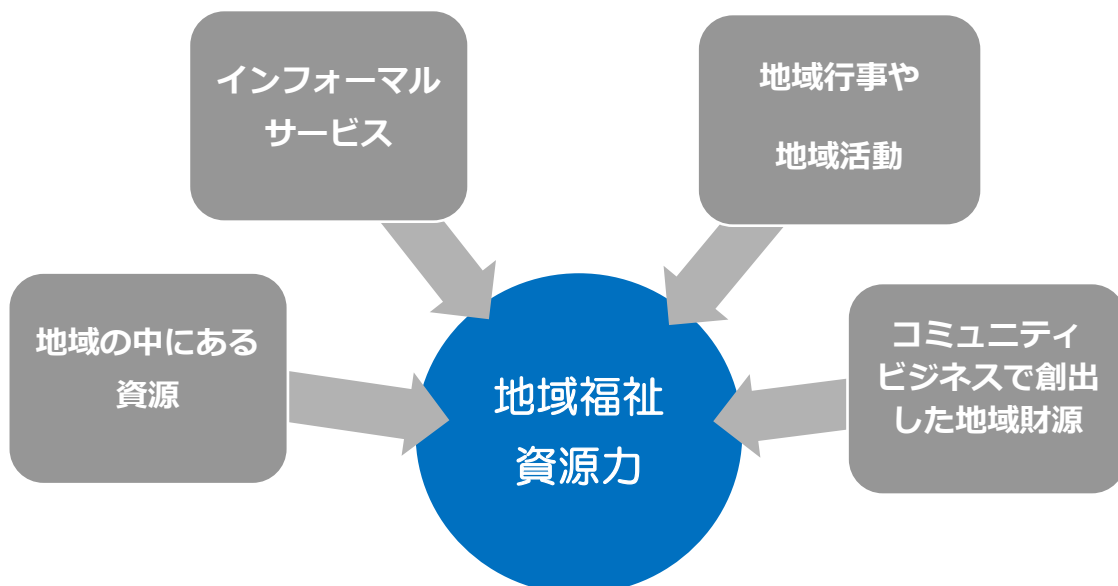 インフォーマル
サービス
地域行事や
地域活動
地域の中にある
資源
コミュニティ
ビジネスで創出
した地域財源
地域福祉
資源力